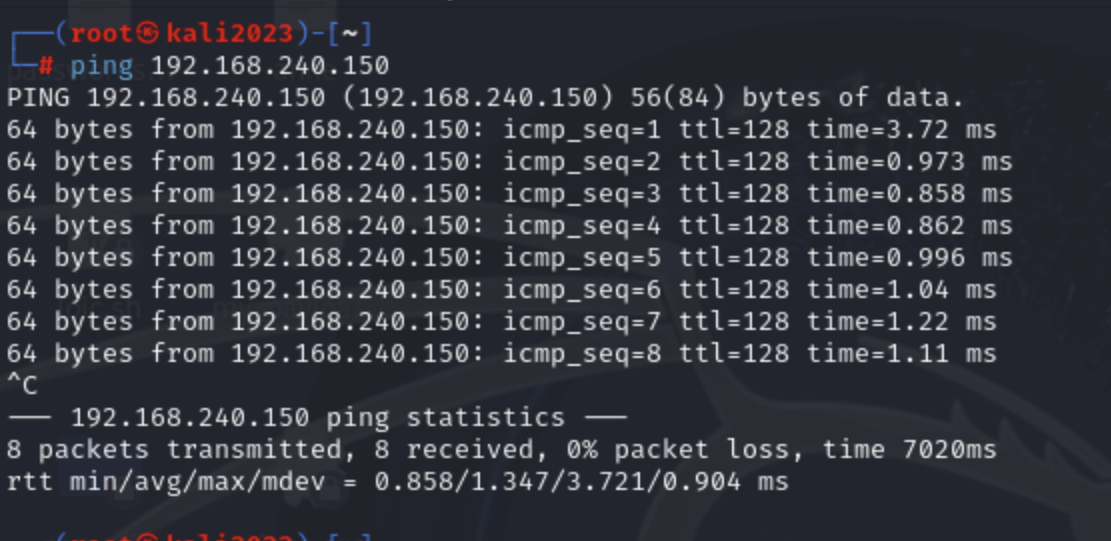 ┌──(root㉿kali2023)-[~]
└─# ping 192.168.240.150
PING 192.168.240.150 (192.168.240.150) 56(84) bytes of data.
64 bytes from 192.168.240.150: icmp_seq=1 ttl=128 time=3.72 ms
64 bytes from 192.168.240.150: icmp_seq=2 ttl=128 time=0.973 ms
64 bytes from 192.168.240.150: icmp_seq=3 ttl=128 time=0.858 ms
64 bytes from 192.168.240.150: icmp_seq=4 ttl=128 time=0.862 ms
64 bytes from 192.168.240.150: icmp_seq=5 ttl=128 time=0.996 ms
64 bytes from 192.168.240.150: icmp_seq=6 ttl=128 time=1.04 ms
64 bytes from 192.168.240.150: icmp_seq=7 ttl=128 time=1.22 ms
64 bytes from 192.168.240.150: icmp_seq=8 ttl=128 time=1.11 ms
^C
--- 192.168.240.150 ping statistics ---
8 packets transmitted, 8 received, 0% packet loss, time 7020ms
rtt min/avg/max/mdev = 0.858/1.347/3.721/0.904 ms
(root㉿kali2023)-[~]